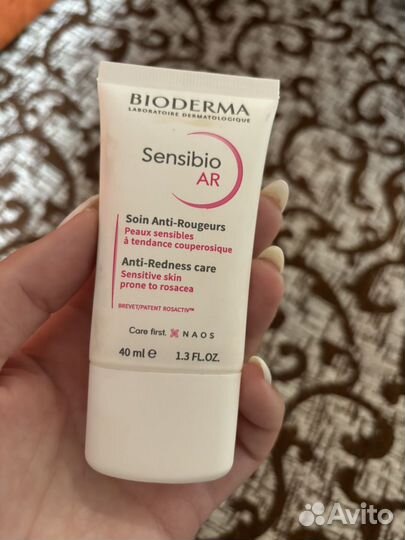 BIODERMA
LABORATOIRE DERMATOLOGIQUE
Sensibio
AR
Soin Anti-Rougeurs
Peaux sensibles
à tendance couperosique
Anti-Redness care
Sensitive skin
prone to rosacea
BREVET/PATENT ROSACTIV™
Care first. NAOS
40 ml e 1.3 FL.OZ.
Avito